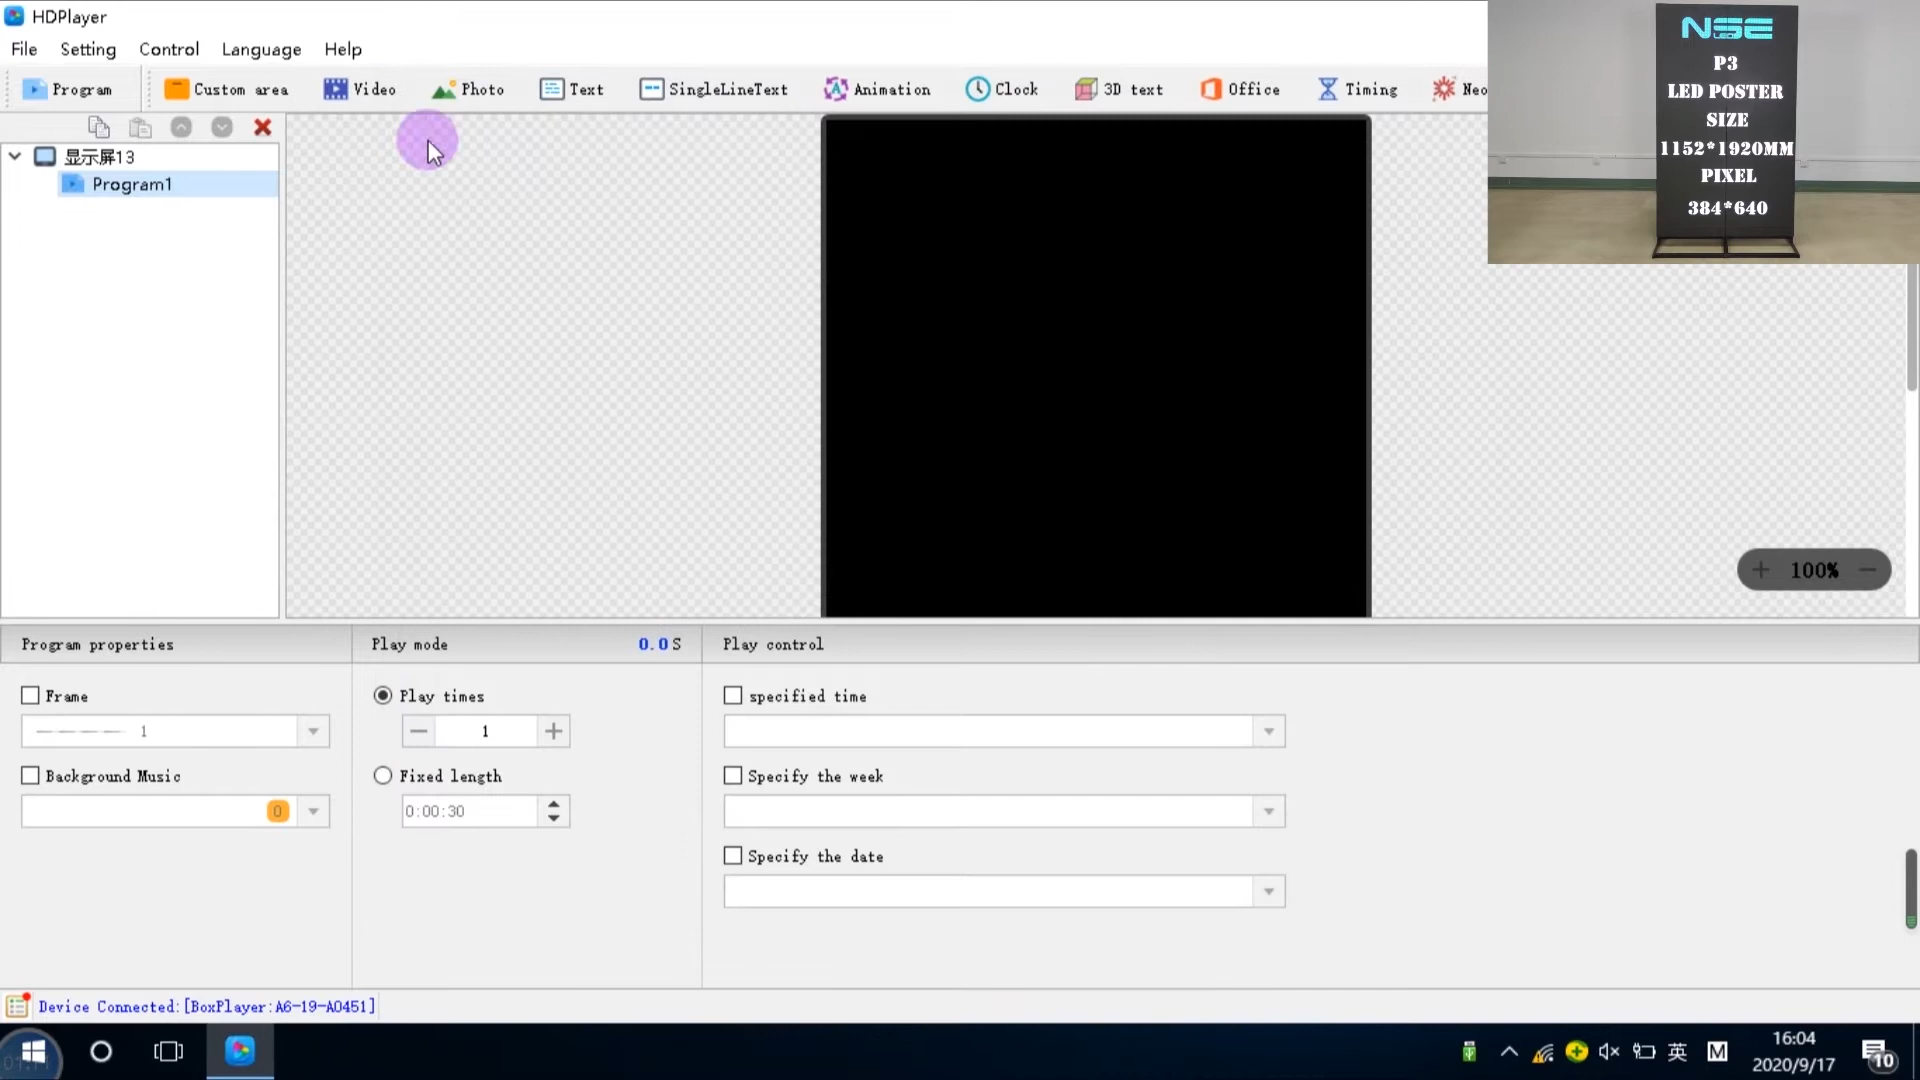 HDPlayer
File Setting Control Language Help
Program Custom area Video Photo Text SingleLineText Animation Clock 3D text Office Timing Neo
显示屏13
Program1
NSE
LED
P3
LED POSTER
SIZE
1152*1920MM
PIXEL
384*640
+ 100% −
Program properties
Frame
1
Background Music
0
Play mode 0.0S
Play times
− 1 +
Fixed length
0:00:30
Play control
specified time
Specify the week
Specify the date
Device Connected:[BoxPlayer:A6-19-A0451]
英 M
16:04
2020/9/17
10